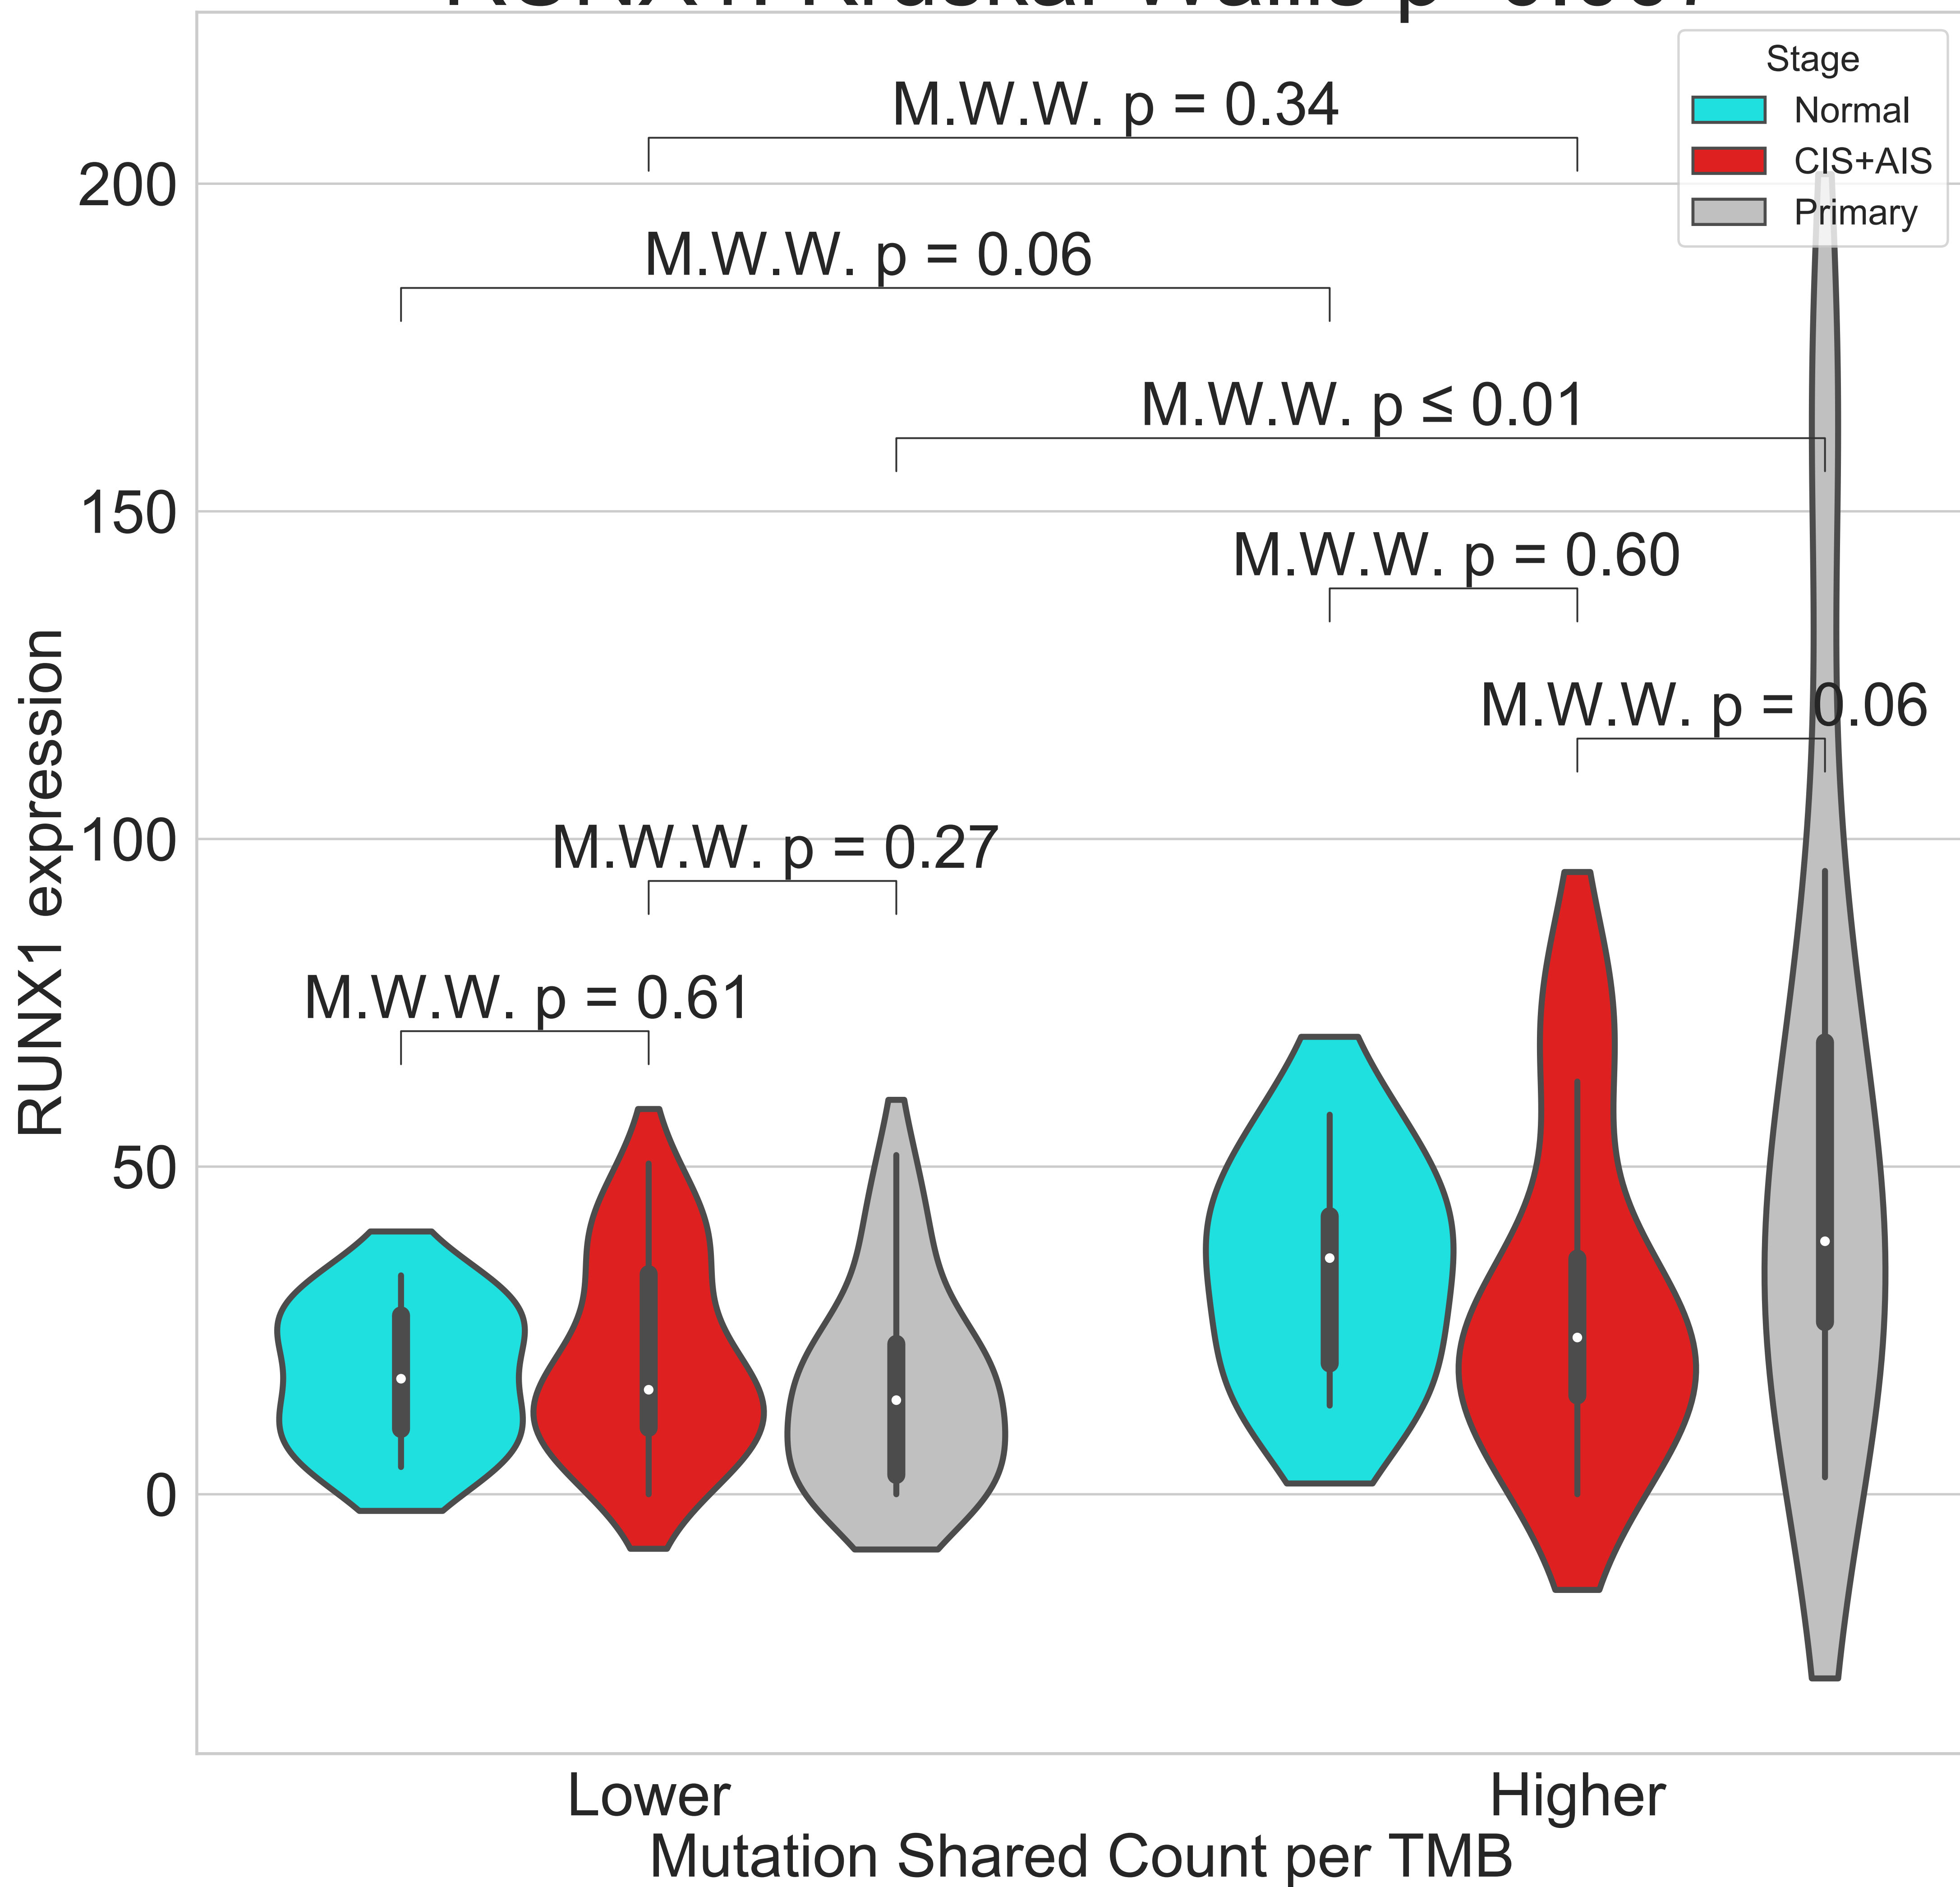 Stage
Normal
CIS+AIS
Primary
M.W.W. p = 0.34
M.W.W. p = 0.06
M.W.W. p ≤ 0.01
M.W.W. p = 0.60
M.W.W. p = 0.06
M.W.W. p = 0.27
M.W.W. p = 0.61
200
150
100
50
0
RUNX1 expression
Lower
Higher
Mutation Shared Count per TMB